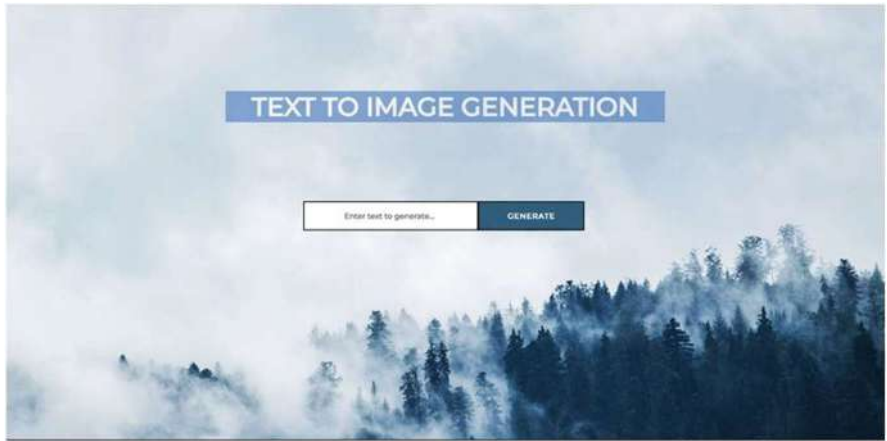 TEXT TO IMAGE GENERATION
Enter text to generate...
GENERATE